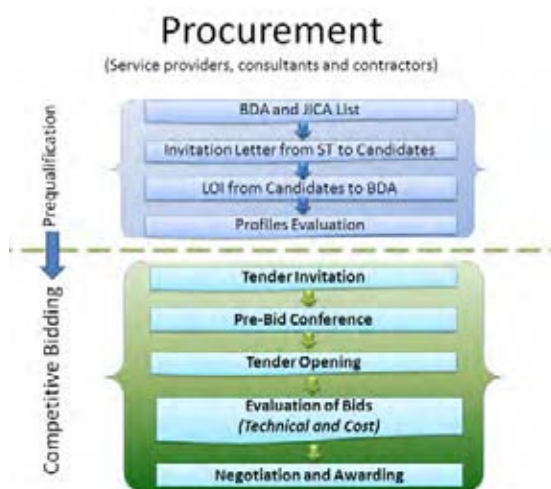 Procurement
(Service providers, consultants and contractors)
Prequalification
BDA and JICA List
Invitation Letter from ST to Candidates
LOI from Candidates to BDA
Profiles Evaluation
Competitive Bidding
Tender Invitation
Pre-Bid Conference
Tender Opening
Evaluation of Bids
(Technical and Cost)
Negotiation and Awarding